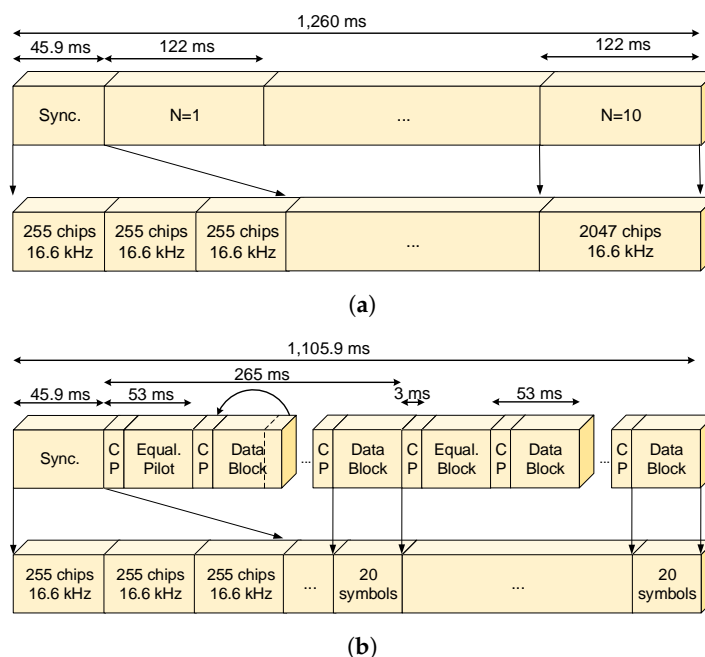 1,260 ms
45.9 ms
122 ms
122 ms
Sync.
N=1
...
N=10
255 chips
16.6 kHz
255 chips
16.6 kHz
255 chips
16.6 kHz
...
2047 chips
16.6 kHz
(a)
1,105.9 ms
265 ms
45.9 ms
53 ms
3 ms
53 ms
Sync.
C
P
Equal.
Pilot
C
P
Data
Block
...
C
P
Data
Block
C
P
Equal.
Block
C
P
Data
Block
...
C
P
Data
Block
255 chips
16.6 kHz
255 chips
16.6 kHz
255 chips
16.6 kHz
...
20
symbols
...
20
symbols
(b)